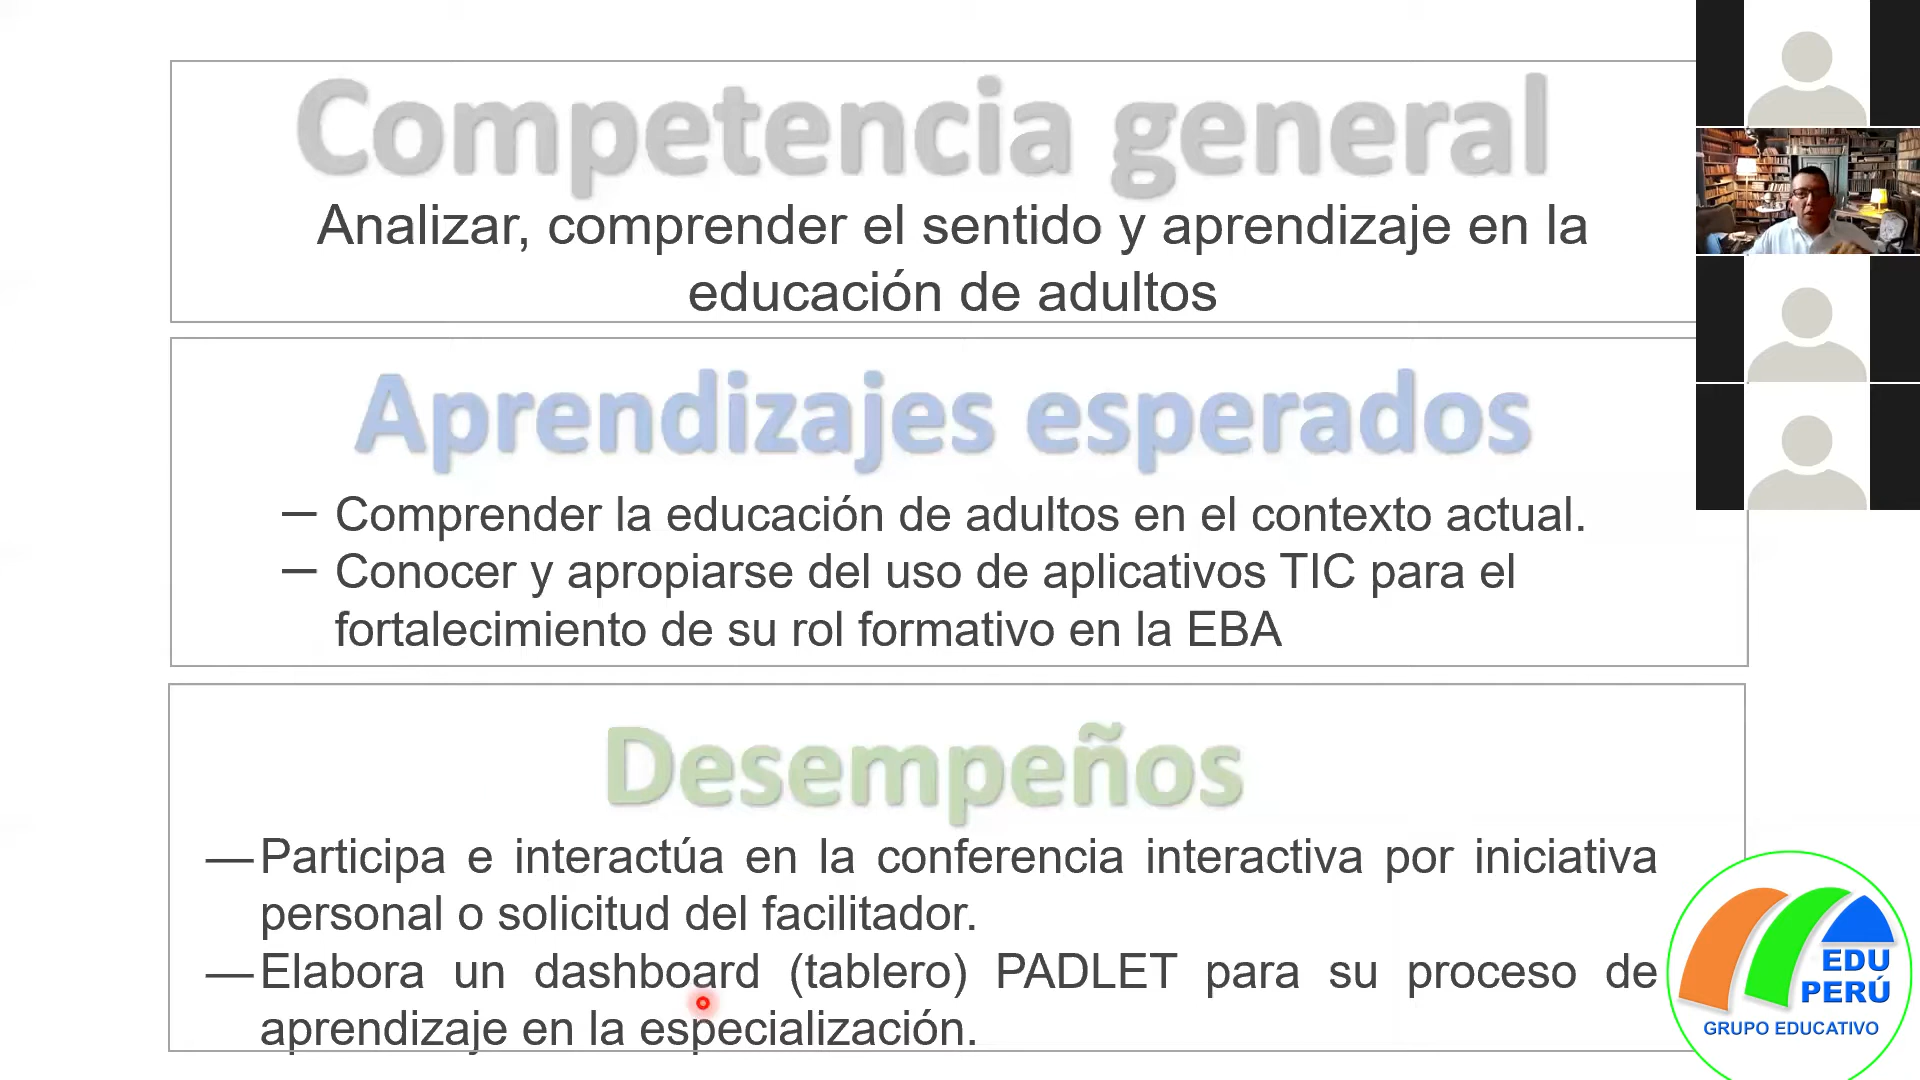 Competencia general
Analizar, comprender el sentido y aprendizaje en la
educación de adultos
Aprendizajes esperados
– Comprender la educación de adultos en el contexto actual.
– Conocer y apropiarse del uso de aplicativos TIC para el
fortalecimiento de su rol formativo en la EBA
Desempeños
—Participa e interactúa en la conferencia interactiva por iniciativa
personal o solicitud del facilitador.
—Elabora un dashboard (tablero) PADLET para su proceso de
aprendizaje en la especialización.
EDU
PERÚ
GRUPO EDUCATIVO